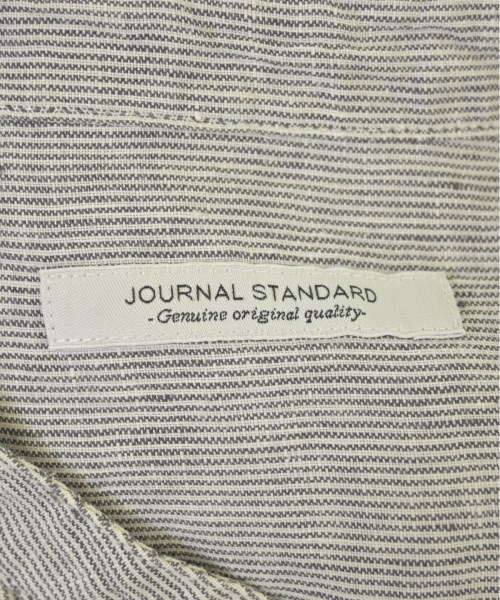 JOURNAL STANDARD
-Genuine original quality-